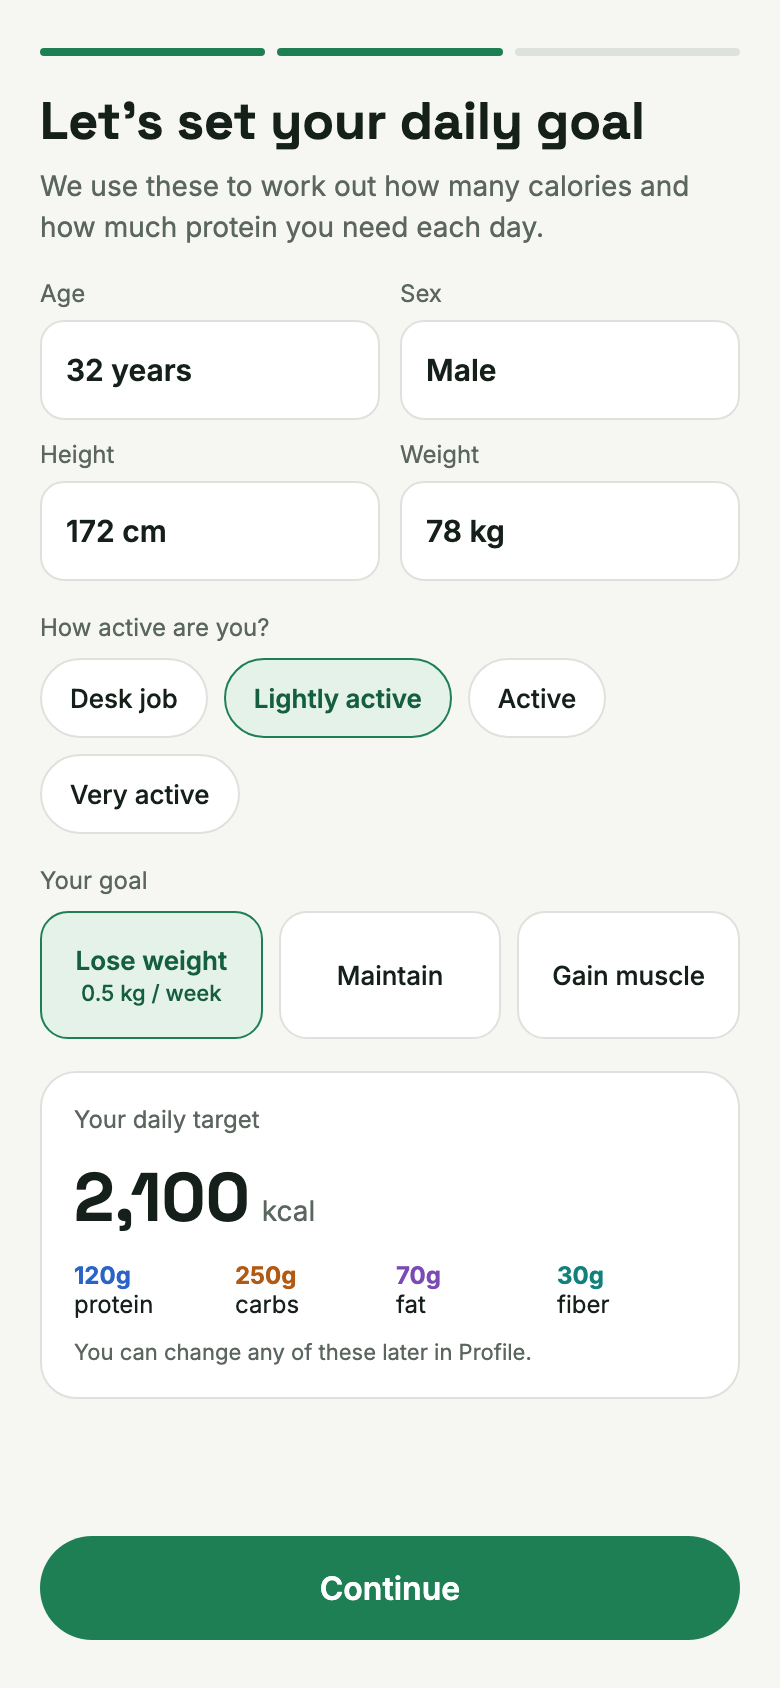 Let’s set your daily goal
We use these to work out how many calories and
how much protein you need each day.
Age
Sex
32 years
Male
Height
Weight
172 cm
78 kg
How active are you?
Desk job
Lightly active
Active
Very active
Your goal
Lose weight
0.5 kg / week
Maintain
Gain muscle
Your daily target
2,100 kcal
120g
protein
250g
carbs
70g
fat
30g
fiber
You can change any of these later in Profile.
Continue